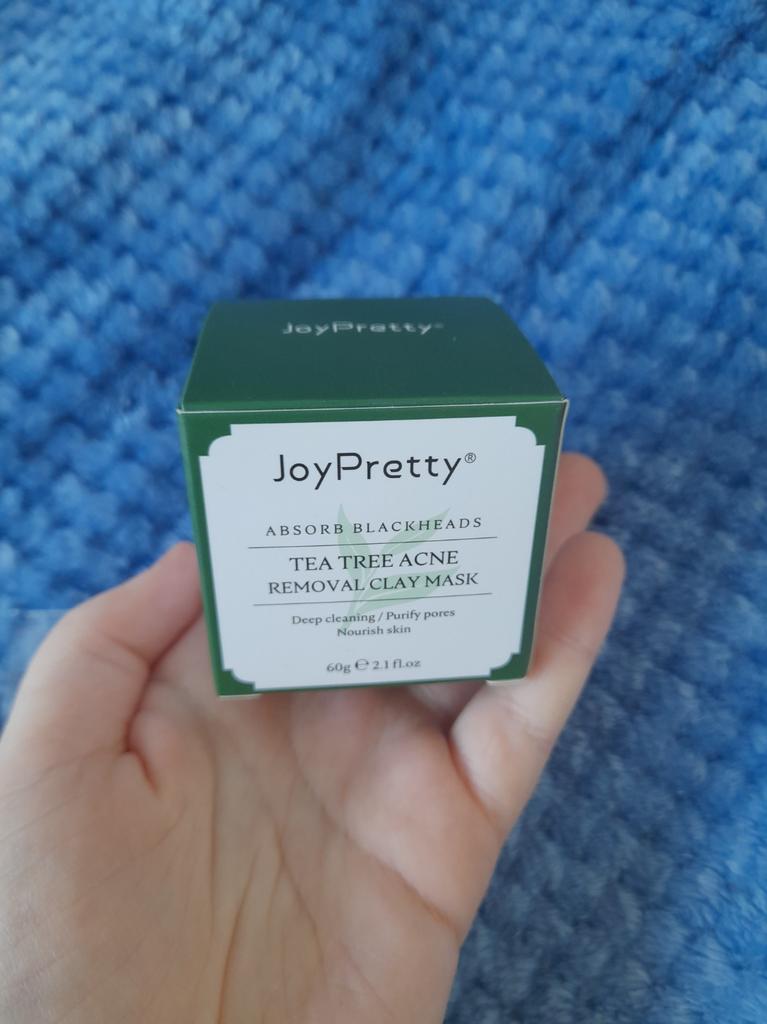 JoyPretty®
JoyPretty®
ABSORB BLACKHEADS
TEA TREE ACNE
REMOVAL CLAY MASK
Deep cleaning / Purify pores
Nourish skin
60g ℮ 2.1 fl.oz